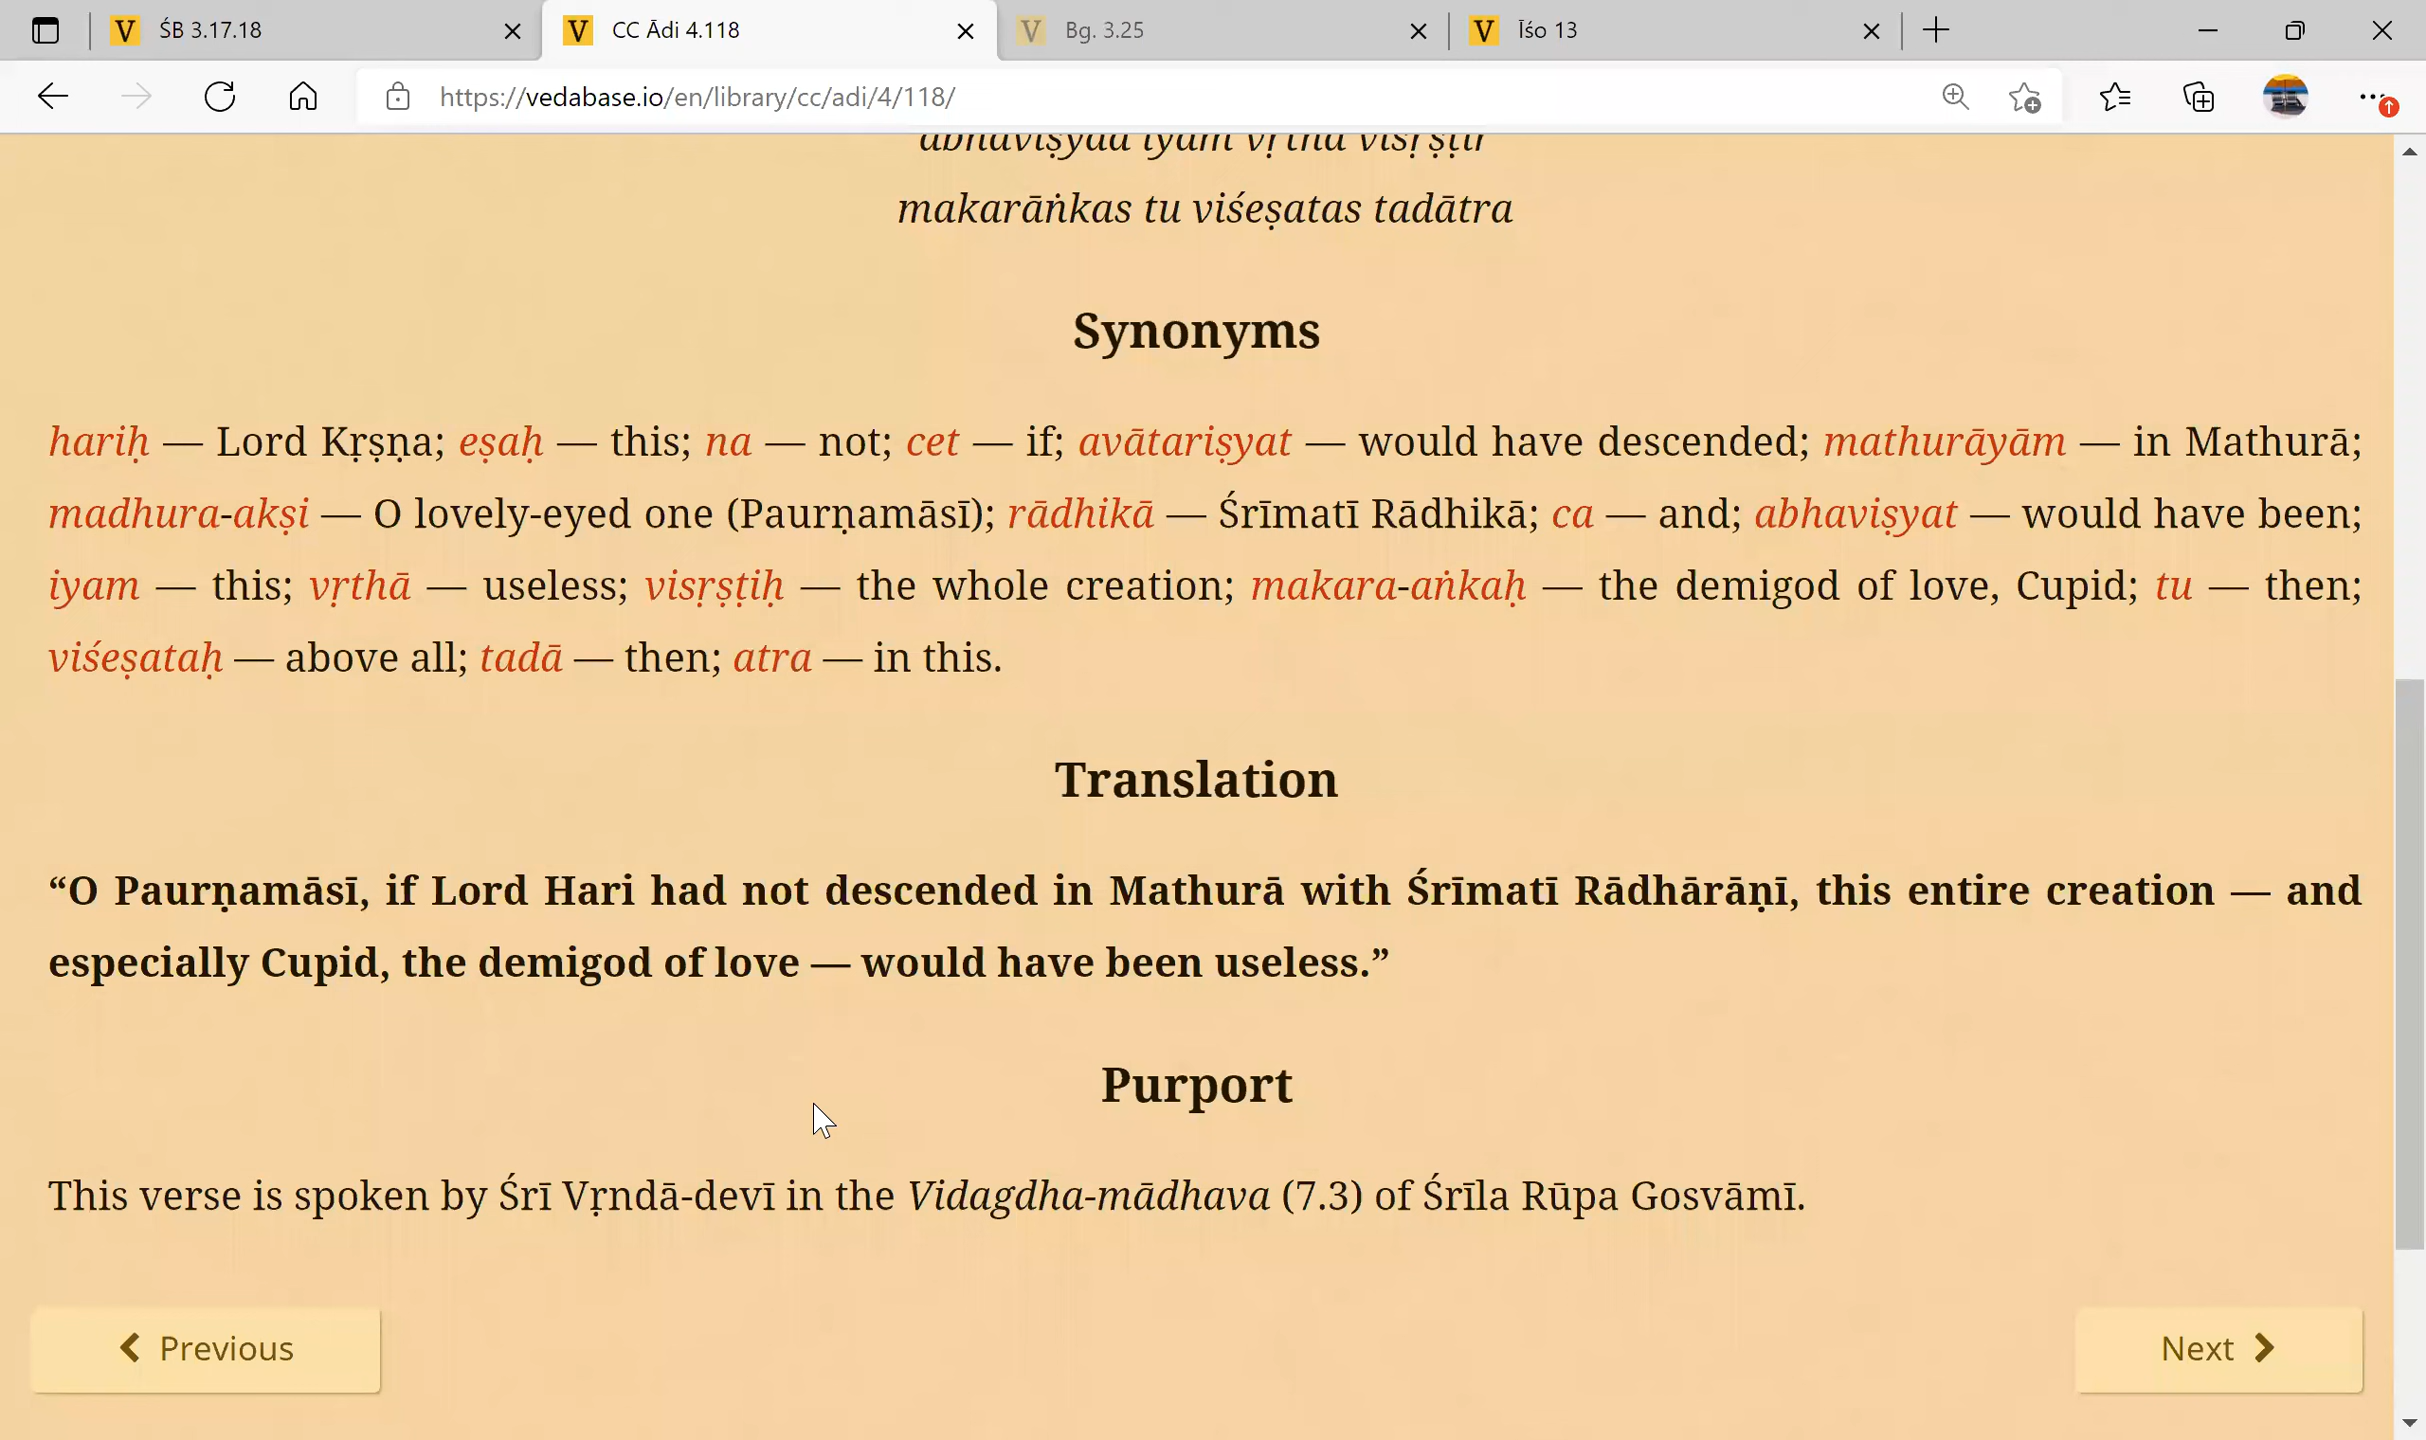 ŚB 3.17.18
CC Ādi 4.118
Bg. 3.25
Īśo 13
https://vedabase.io/en/library/cc/adi/4/118/
abhaviṣyad iyaṁ vṛthā visṛṣṭir
makarāṅkas tu viśeṣatas tadātra
Synonyms
hariḥ — Lord Kṛṣṇa; eṣaḥ — this; na — not; cet — if; avātariṣyat — would have descended; mathurāyām — in Mathurā;
madhura-akṣi — O lovely-eyed one (Paurṇamāsī); rādhikā — Śrīmatī Rādhikā; ca — and; abhaviṣyat — would have been;
iyam — this; vṛthā — useless; visṛṣṭiḥ — the whole creation; makara-aṅkaḥ — the demigod of love, Cupid; tu — then;
viśeṣataḥ — above all; tadā — then; atra — in this.
Translation
“O Paurṇamāsī, if Lord Hari had not descended in Mathurā with Śrīmatī Rādhārāṇī, this entire creation — and
especially Cupid, the demigod of love — would have been useless.”
Purport
This verse is spoken by Śrī Vṛndā-devī in the Vidagdha-mādhava (7.3) of Śrīla Rūpa Gosvāmī.
Previous
Next